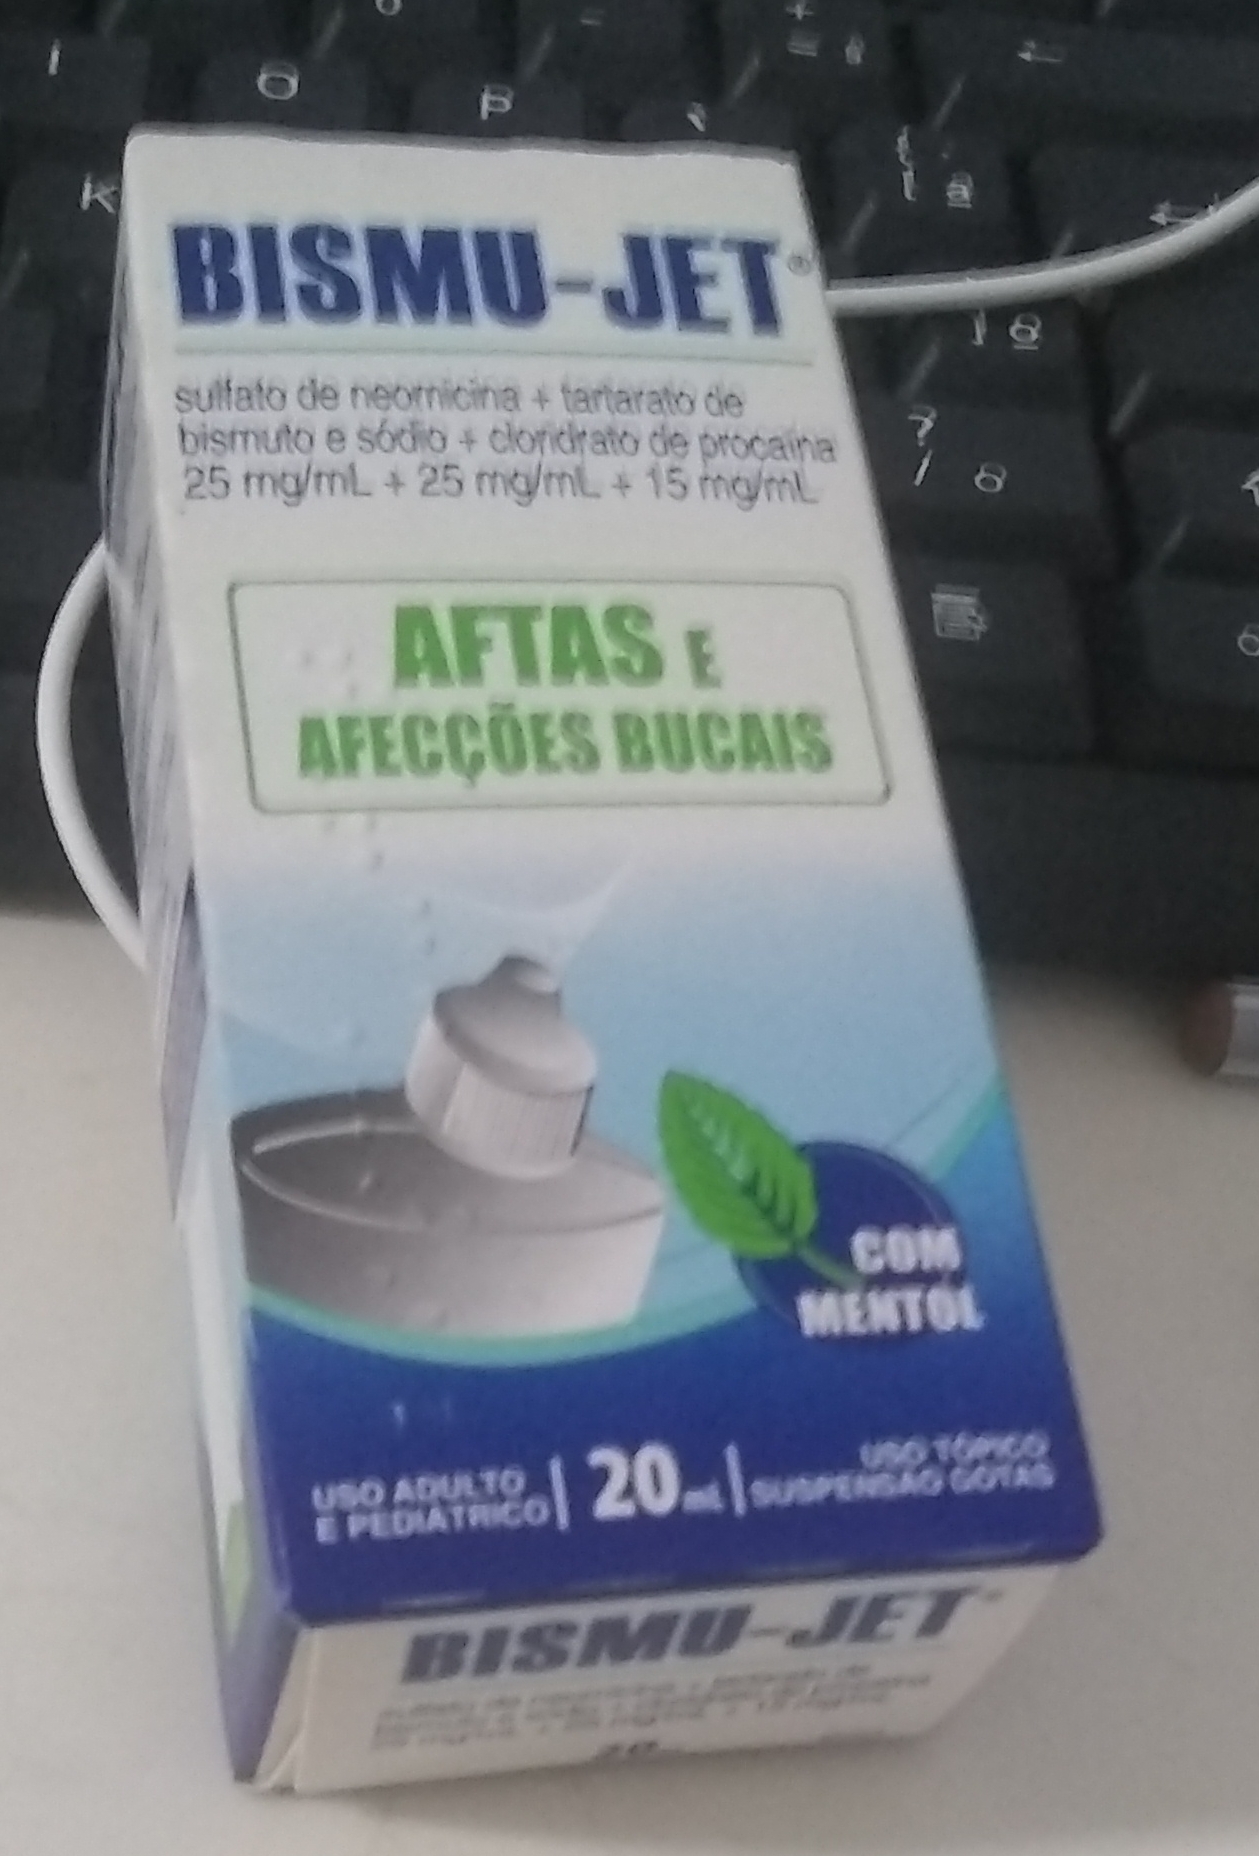 BISMU-JET®
sulfato de neomicina + tartarato de
bismuto e sódio + cloridrato de procaína
25 mg/mL + 25 mg/mL + 15 mg/mL
AFTAS E
AFECÇÕES BUCAIS
COM
MENTOL
USO ADULTO
E PEDIÁTRICO
20 mL
USO TÓPICO
SUSPENSÃO GOTAS
BISMU-JET
I
O
P
K